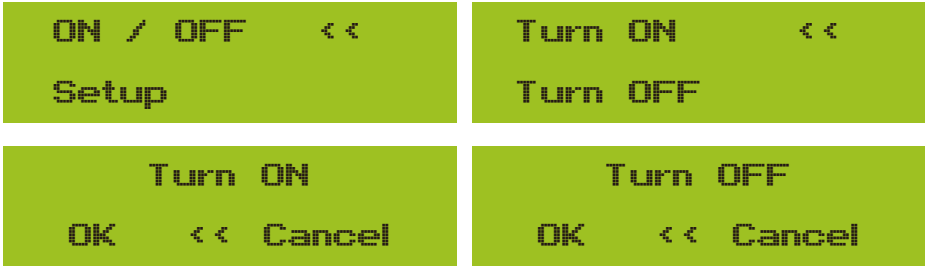 ON / OFF <<
Setup
Turn ON <<
Turn OFF
Turn ON
OK << Cancel
Turn OFF
OK << Cancel